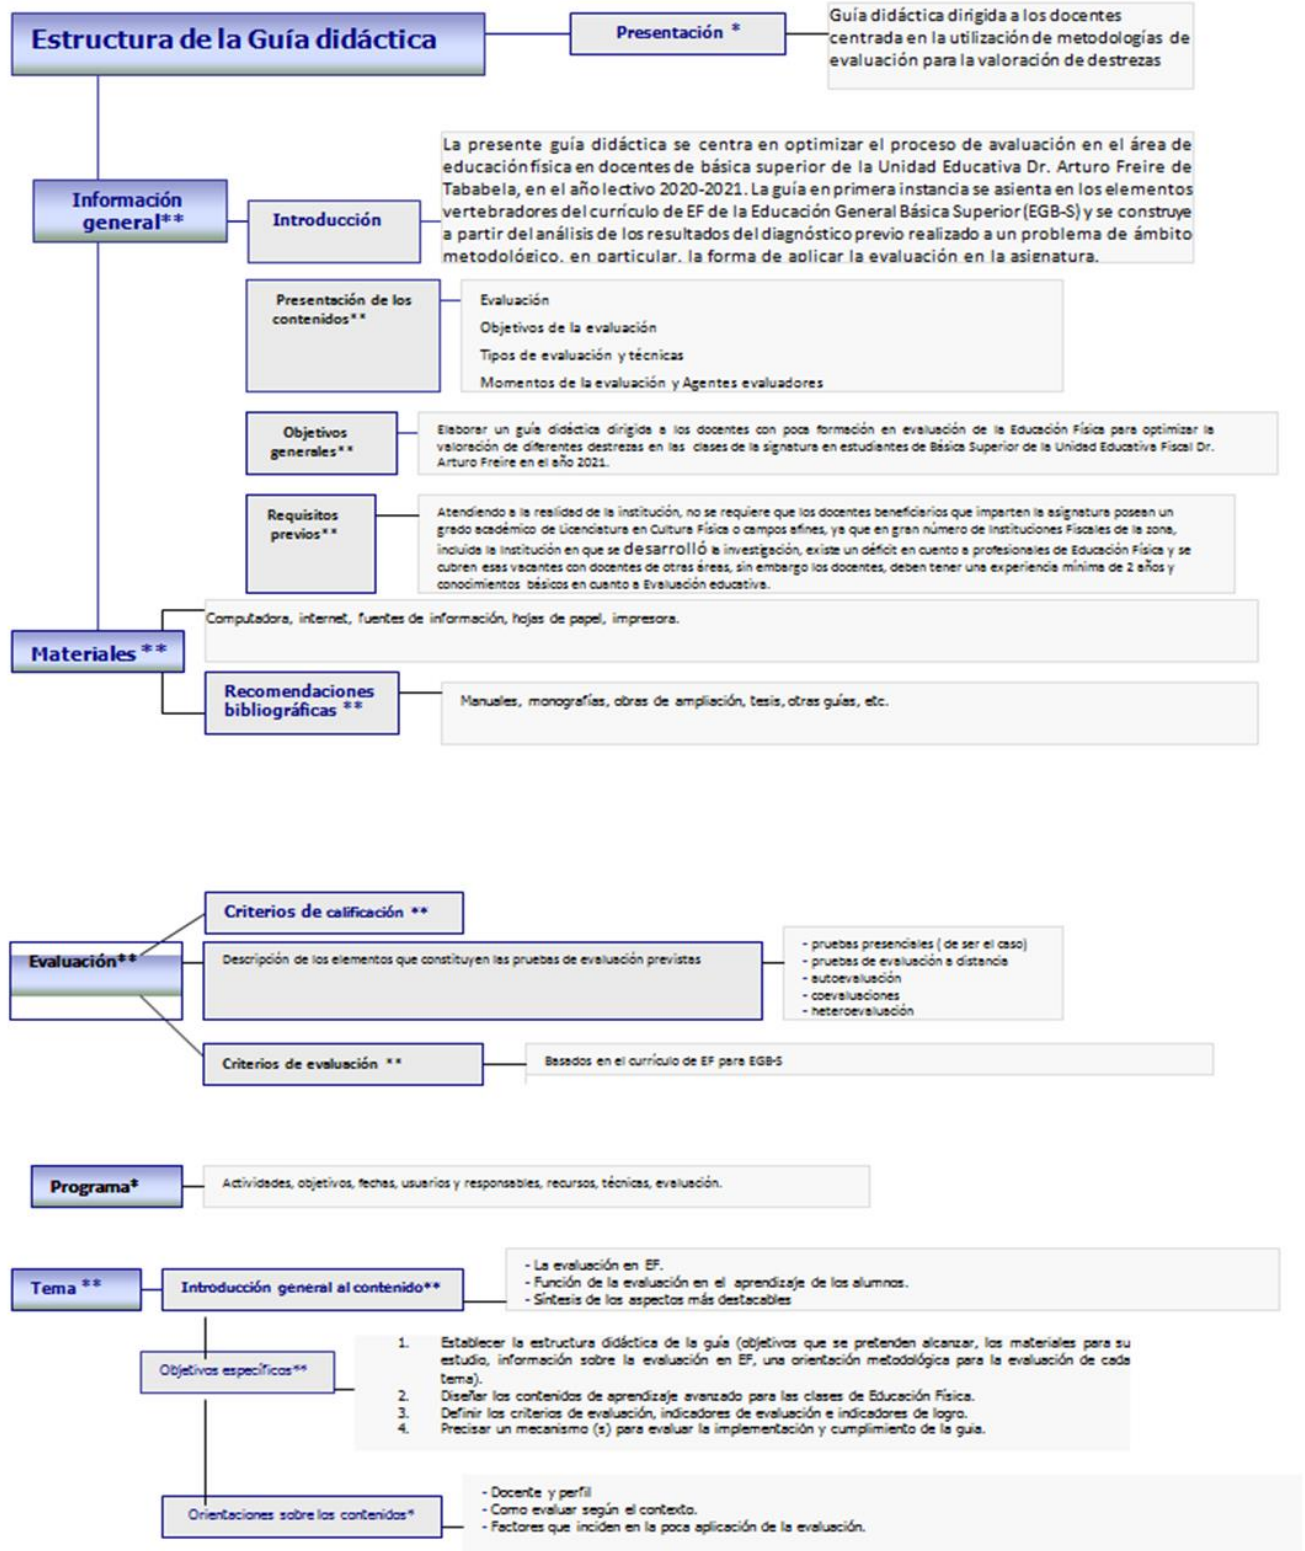 Estructura de la Guía didáctica
Presentación *
Guía didáctica dirigida a los docentes
centrada en la utilización de metodologías de
evaluación para la valoración de destrezas
Información
general**
Introducción
La presente guía didáctica se centra en optimizar el proceso de avaluación en el área de
educación física en docentes de básica superior de la Unidad Educativa Dr. Arturo Freire de
Tababela, en el año lectivo 2020-2021. La guía en primera instancia se asienta en los elementos
vertebradores del currículo de EF de la Educación General Básica Superior (EGB-S) y se construye
a partir del análisis de los resultados del diagnóstico previo realizado a un problema de ámbito
metodológico, en particular, la forma de aplicar la evaluación en la asignatura.
Presentación de los
contenidos**
Evaluación
Objetivos de la evaluación
Tipos de evaluación y técnicas
Momentos de la evaluación y Agentes evaluadores
Objetivos
generales**
Elaborar un guía didáctica dirigida a los docentes con poca formación en evaluación de la Educación Física para optimizar la
valoración de diferentes destrezas en las clases de la signatura en estudiantes de Básica Superior de la Unidad Educativa Fiscal Dr.
Arturo Freire en el año 2021.
Requisitos
previos**
Atendiendo a la realidad de la institución, no se requiere que los docentes beneficiarios que imparten la asignatura posean un
grado académico de Licenciatura en Cultura Física o campos afines, ya que en gran número de Instituciones Fiscales de la zona,
incluida la Institución en que se desarrolló a investigación, existe un déficit en cuento a profesionales de Educación Física y se
cubren esas vacantes con docentes de otras áreas, sin embargo los docentes, deben tener una experiencia mínima de 2 años y
conocimientos básicos en cuanto a Evaluación educativa.
Materiales **
Computadora, internet, fuentes de información, hojas de papel, impresora.
Recomendaciones
bibliográficas **
Manuales, monografías, obras de ampliación, tesis, otras guías, etc.
Criterios de calificación **
Evaluación**
Descripción de los elementos que constituyen las pruebas de evaluación previstas
- pruebas presenciales ( de ser el caso)
- pruebas de evaluación a distancia
- autoevaluación
- coevaluaciones
- heteroevaluación
Criterios de evaluación **
Basados en el currículo de EF para EGB-S
Programa*
Actividades, objetivos, fechas, usuarios y responsables, recursos, técnicas, evaluación.
Tema **
Introducción general al contenido**
- La evaluación en EF.
- Función de la evaluación en el aprendizaje de los alumnos.
- Síntesis de los aspectos más destacables
Objetivos específicos**
1. Establecer la estructura didáctica de la guía (objetivos que se pretenden alcanzar, los materiales para su
estudio, información sobre la evaluación en EF, una orientación metodológica para la evaluación de cada
tema).
2. Diseñar los contenidos de aprendizaje avanzado para las clases de Educación Física.
3. Definir los criterios de evaluación, indicadores de evaluación e indicadores de logro.
4. Precisar un mecanismo (s) para evaluar la implementación y cumplimiento de la guia.
Orientaciones sobre los contenidos*
- Docente y perfil
- Como evaluar según el contexto.
- Factores que inciden en la poca aplicación de la evaluación.